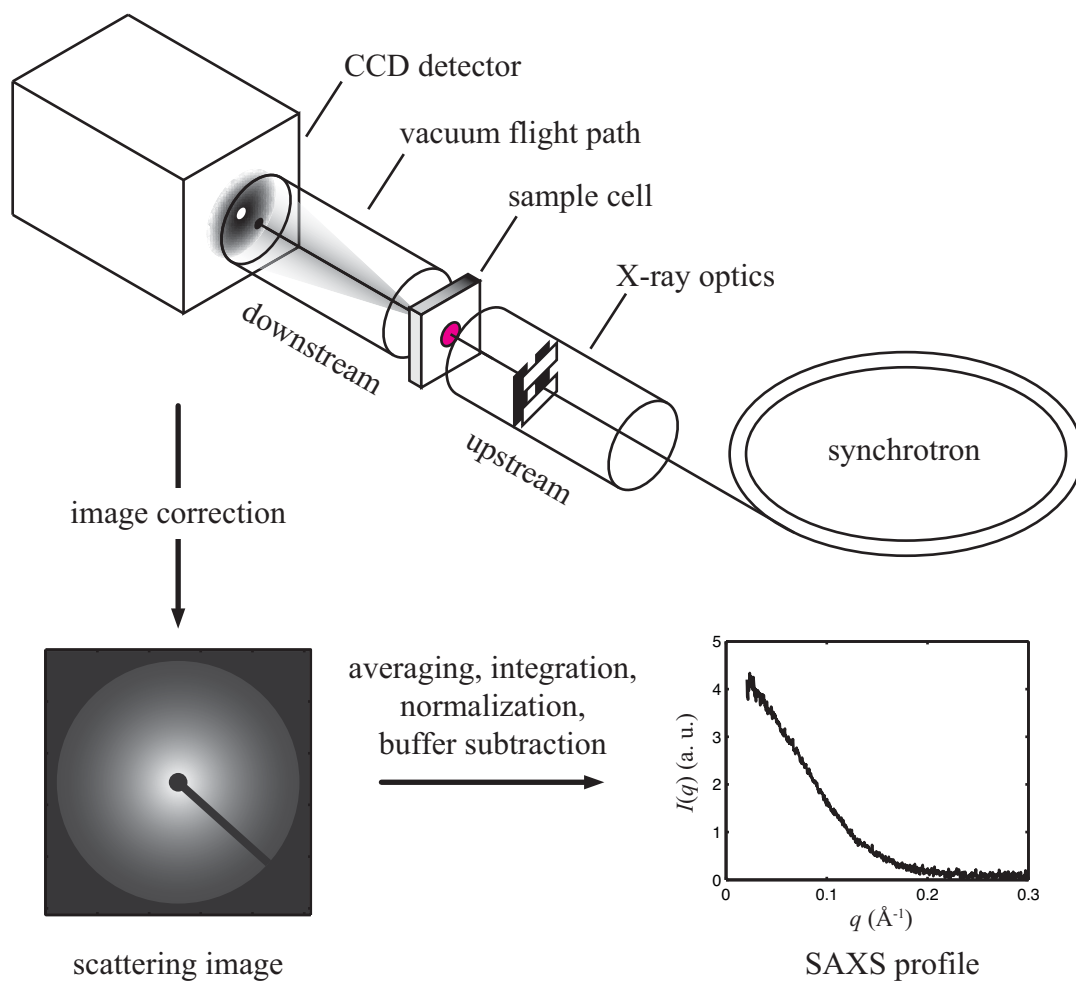 CCD detector
vacuum flight path
sample cell
X-ray optics
downstream
upstream
synchrotron
image correction
averaging, integration,
normalization,
buffer subtraction
scattering image
5
4
3
2
1
0
I(q) (a. u.)
0 0.1 0.2 0.3
q (Å⁻¹)
SAXS profile